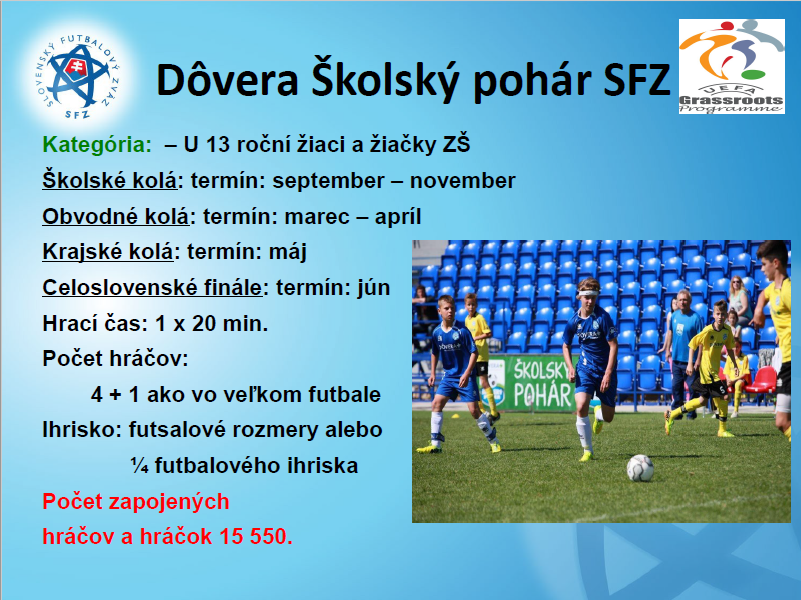 SLOVENSKÝ FUTBALOVÝ ZVÄZ
SFZ
Dôvera Školský pohár SFZ
UEFA
Grassroots
Programme
Kategória: – U 13 roční žiaci a žiačky ZŠ
Školské kolá: termín: september – november
Obvodné kolá: termín: marec – apríl
Krajské kolá: termín: máj
Celoslovenské finále: termín: jún
Hrací čas: 1 x 20 min.
Počet hráčov:
4 + 1 ako vo veľkom futbale
Ihrisko: futsalové rozmery alebo
¼ futbalového ihriska
Počet zapojených
hráčov a hráčok 15 550.
DÔVERA
ŠKOLSKÝ
POHÁR